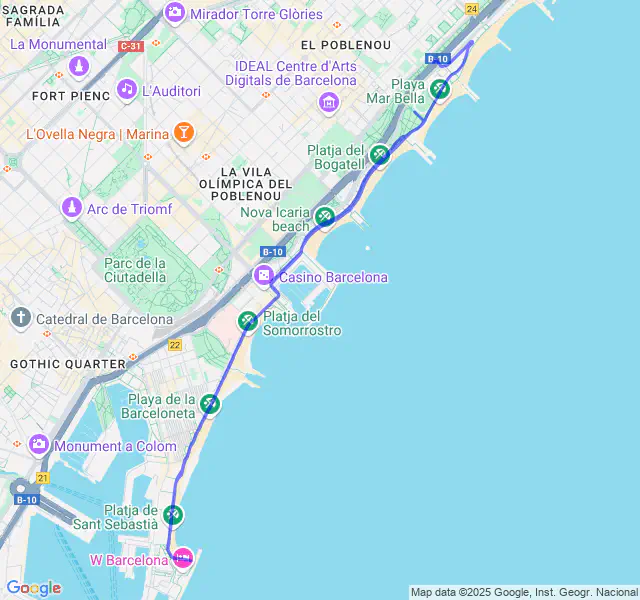 SAGRADA
FAMÍLIA
Mirador Torre Glòries
24
La Monumental
C-31
EL POBLENOU
B-10
IDEAL Centre d'Arts
Digitals de Barcelona
Playa
Mar Bella
FORT PIENC
L'Auditori
L'Ovella Negra | Marina
Platja del
Bogatell
LA VILA
OLÍMPICA DEL
POBLENOU
Arc de Triomf
Nova Icaria
beach
B-10
Parc de la
Ciutadella
Casino Barcelona
Catedral de Barcelona
Platja del
Somorrostro
22
GOTHIC QUARTER
Playa de la
Barceloneta
Monument a Colom
21
B-10
Platja de
Sant Sebastià
W Barcelona
Google
Map data ©2025 Google, Inst. Geogr. Nacional